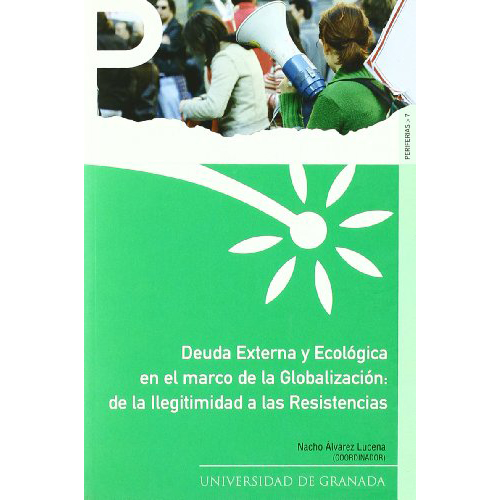 PERIFERIAS > 7
Deuda Externa y Ecológica
en el marco de la Globalización:
de la Ilegitimidad a las Resistencias
Nacho Álvarez Lucena
(COORDINADOR)
UNIVERSIDAD DE GRANADA